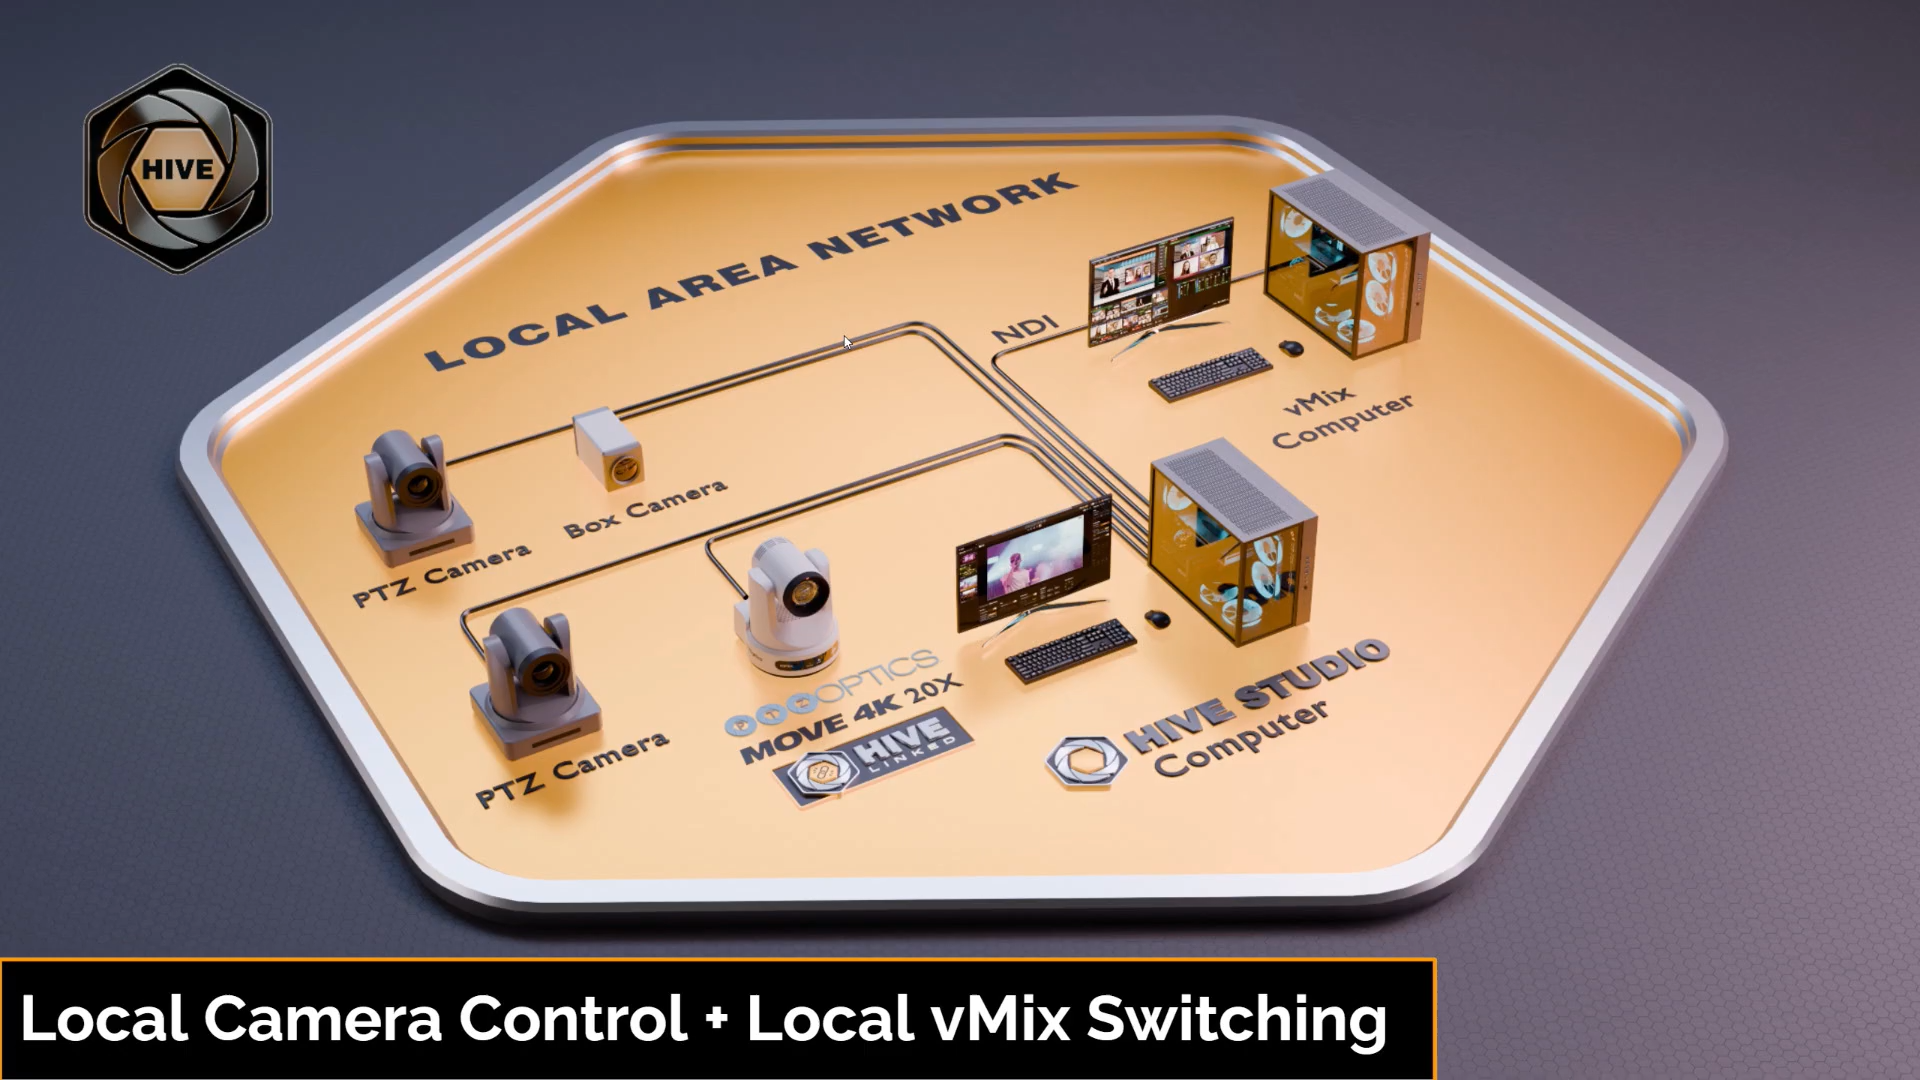 HIVE
LOCAL AREA NETWORK
NDI
vMix
Computer
Box Camera
PTZ Camera
PTZOPTICS
MOVE 4K 20X
HIVE
LINKED
HIVE STUDIO
Computer
PTZ Camera
Local Camera Control + Local vMix Switching